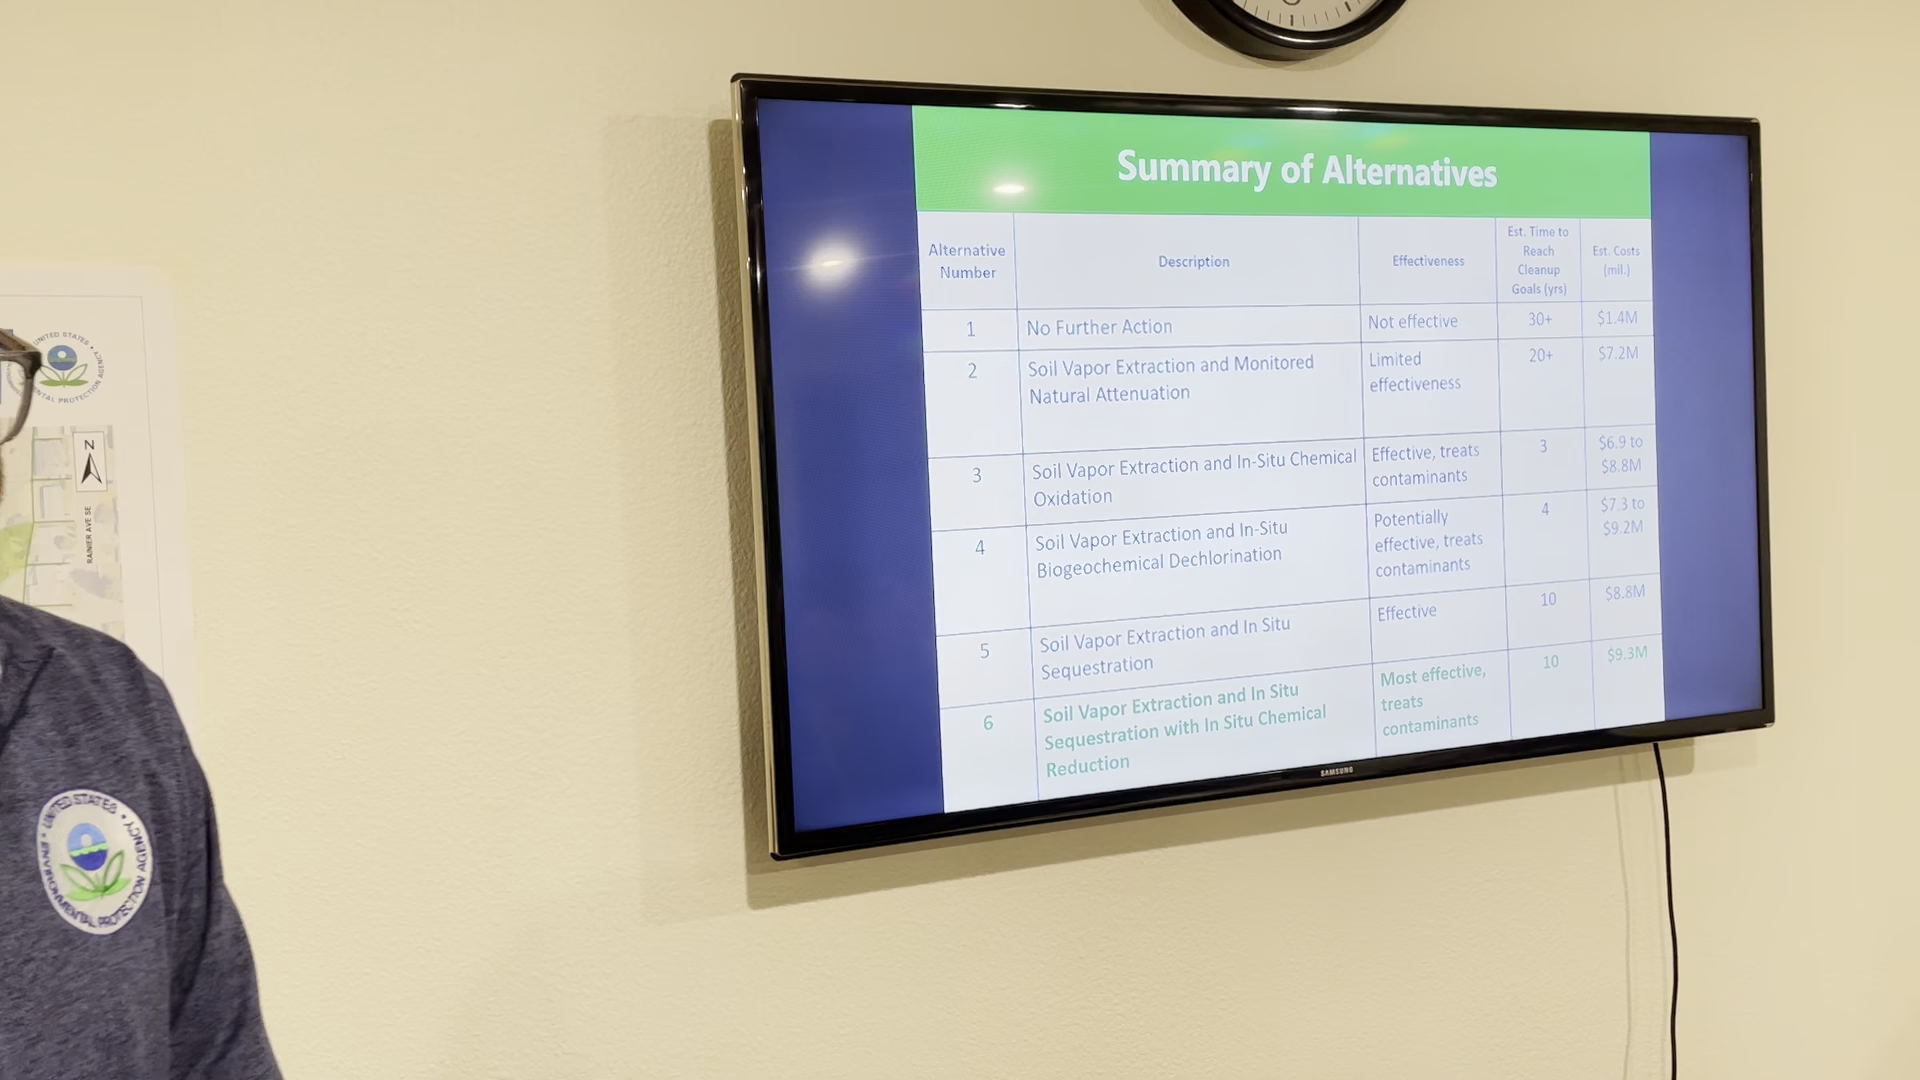 Summary of Alternatives
Alternative
Number
Description
Effectiveness
Est. Time to
Reach
Cleanup
Goals (yrs)
Est. Costs
(mil.)
1
No Further Action
Not effective
30+
$1.4M
2
Soil Vapor Extraction and Monitored
Natural Attenuation
Limited
effectiveness
20+
$7.2M
3
Soil Vapor Extraction and In-Situ Chemical
Oxidation
Effective, treats
contaminants
3
$6.9 to
$8.8M
4
Soil Vapor Extraction and In-Situ
Biogeochemical Dechlorination
Potentially
effective, treats
contaminants
4
$7.3 to
$9.2M
5
Soil Vapor Extraction and In Situ
Sequestration
Effective
10
$8.8M
6
Soil Vapor Extraction and In Situ
Sequestration with In Situ Chemical
Reduction
Most effective,
treats
contaminants
10
$9.3M
SAMSUNG
UNITED STATES
PROTECTION AGENCY
N
RAINIER AVE SE
UNITED STATES
ENVIRONMENTAL PROTECTION AGENCY